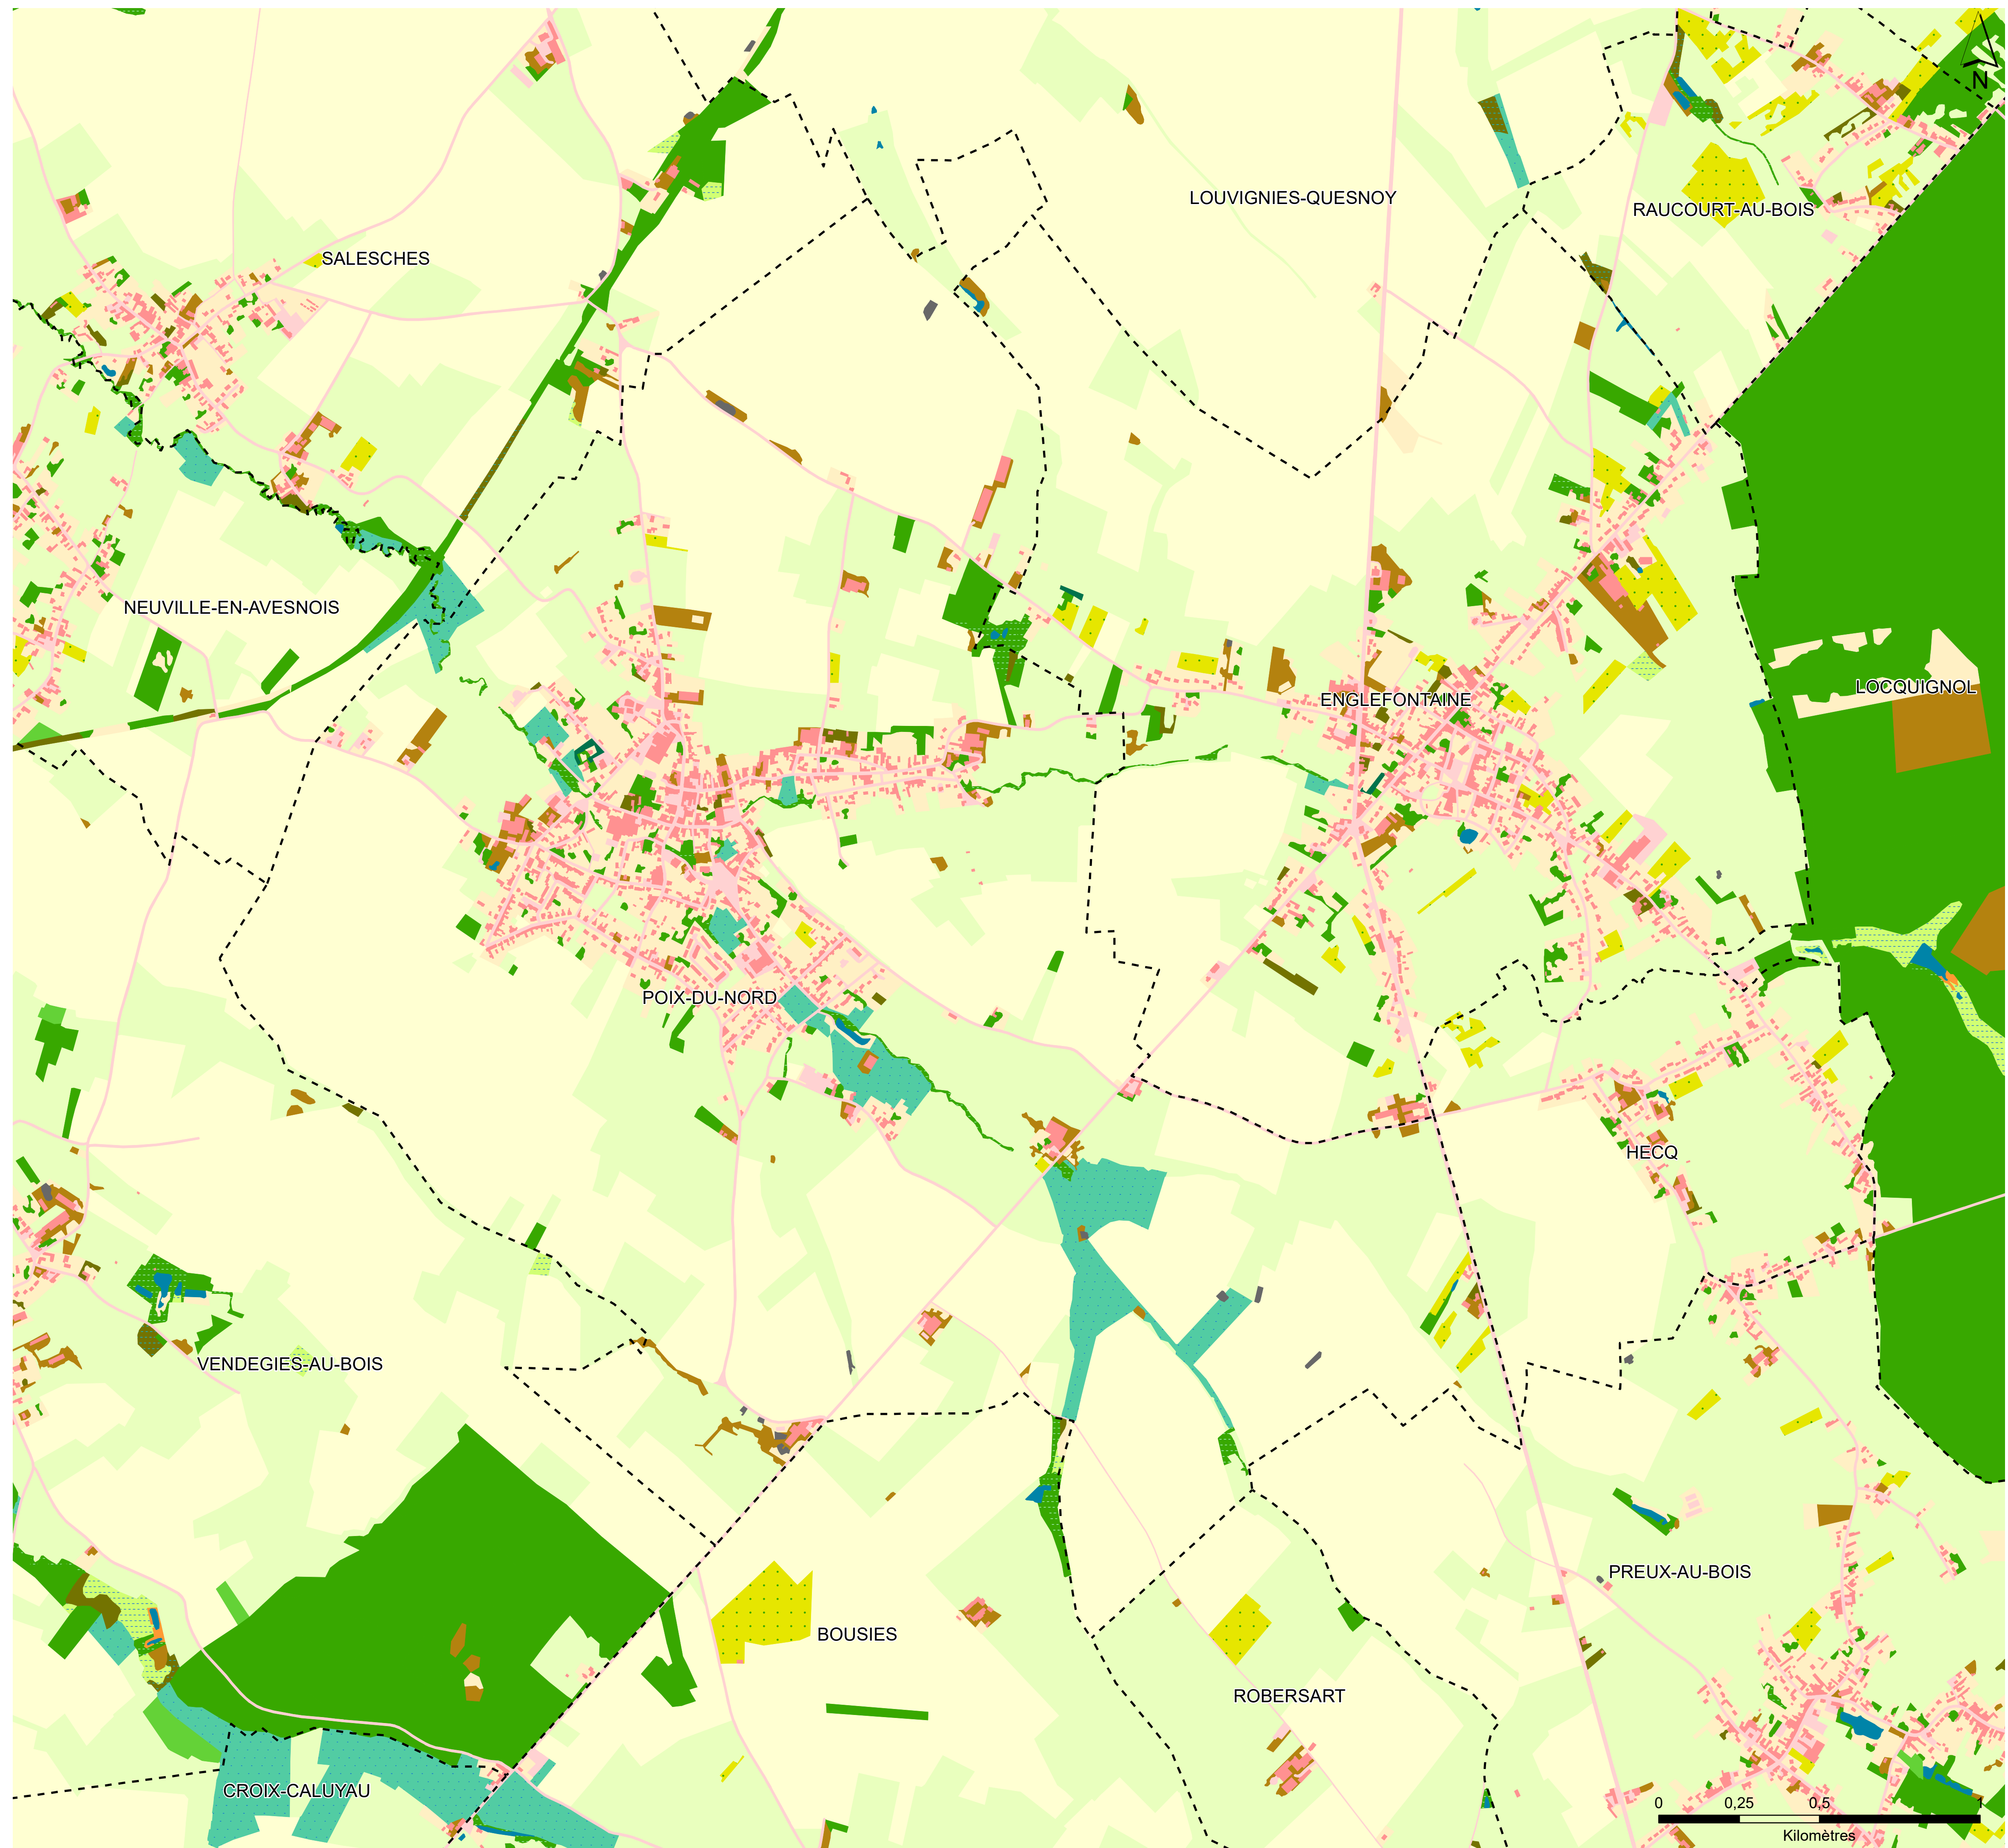 N
LOUVIGNIES-QUESNOY
RAUCOURT-AU-BOIS
SALESCHES
NEUVILLE-EN-AVESNOIS
LOCQUIGNOL
ENGLEFONTAINE
POIX-DU-NORD
HECQ
VENDEGIES-AU-BOIS
PREUX-AU-BOIS
BOUSIES
ROBERSART
CROIX-CALUYAU
0 0,25 0,5 1
Kilomètres